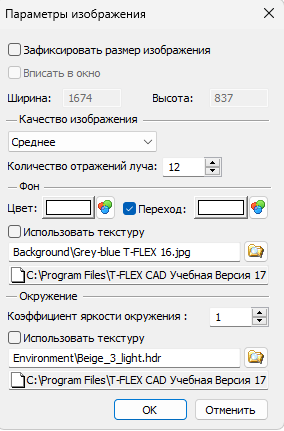 Параметры изображения
Зафиксировать размер изображения
Вписать в окно
Ширина: 1674 Высота: 837
Качество изображения
Среднее
Количество отражений луча: 12
Фон
Цвет: Переход:
Использовать текстуру
Background\Grey-blue T-FLEX 16.jpg
C:\Program Files\T-FLEX CAD Учебная Версия 17
Окружение
Коэффициент яркости окружения : 1
Использовать текстуру
Environment\Beige_3_light.hdr
C:\Program Files\T-FLEX CAD Учебная Версия 17
OK Отменить